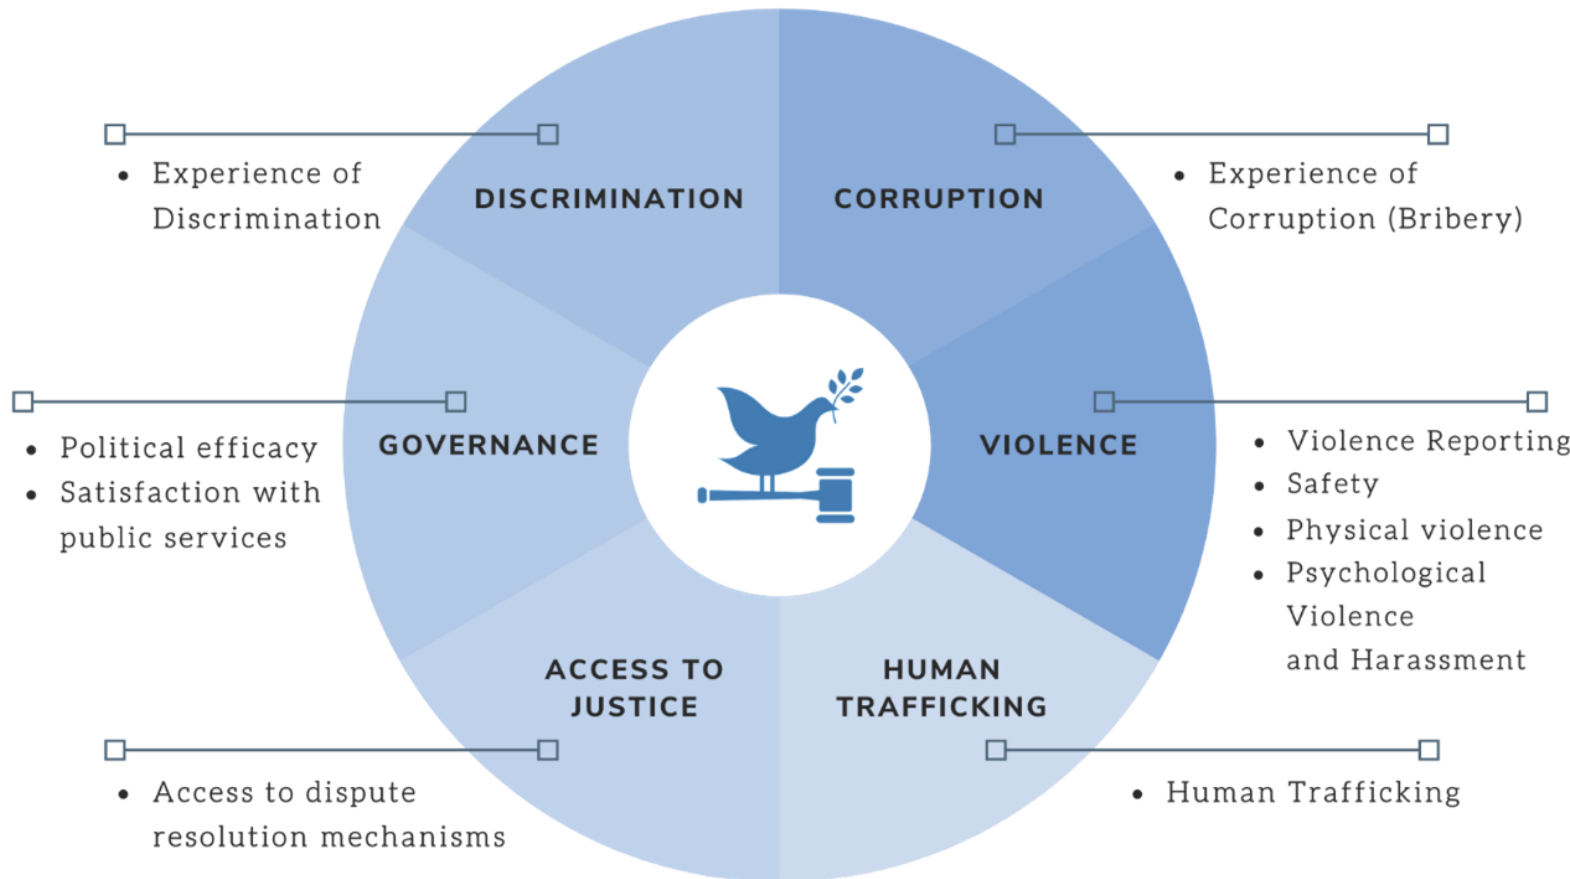 DISCRIMINATION
• Experience of
Discrimination
CORRUPTION
• Experience of
Corruption (Bribery)
GOVERNANCE
• Political efficacy
• Satisfaction with
public services
VIOLENCE
• Violence Reporting
• Safety
• Physical violence
• Psychological
Violence
and Harassment
ACCESS TO
JUSTICE
• Access to dispute
resolution mechanisms
HUMAN
TRAFFICKING
• Human Trafficking